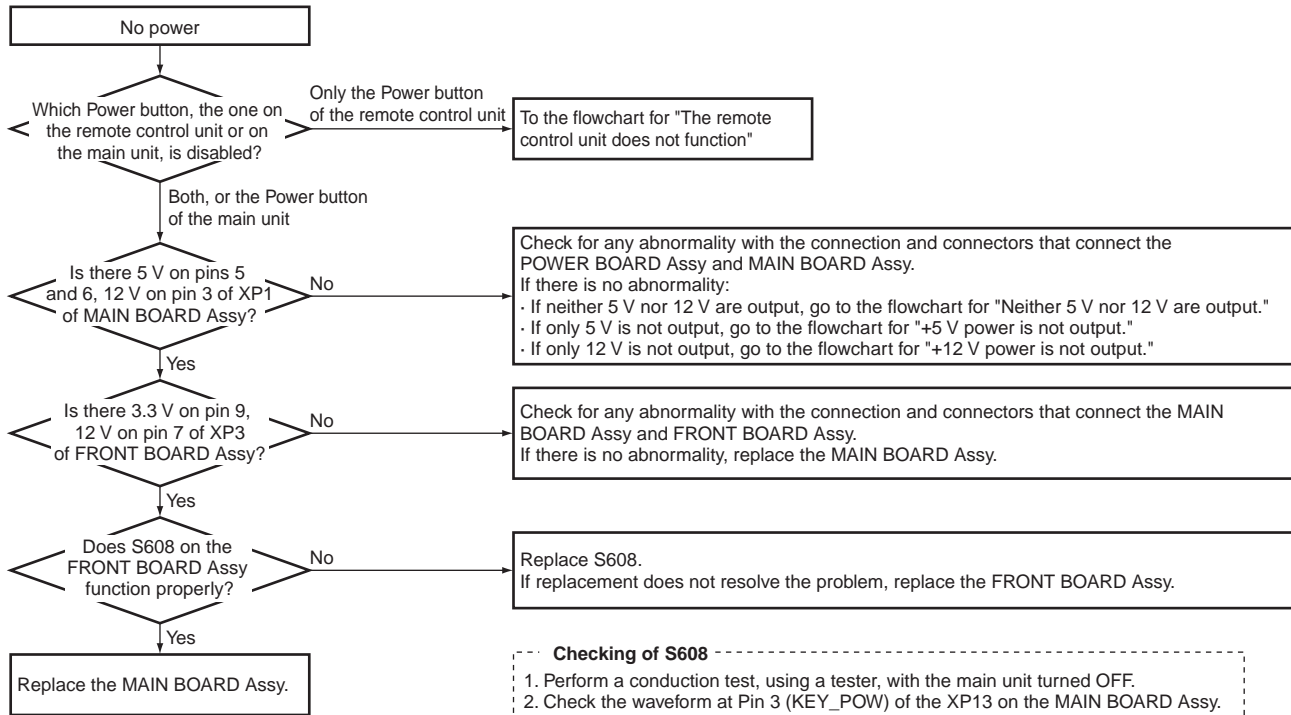 No power
Which Power button, the one on
the remote control unit or on
the main unit, is disabled?
Only the Power button
of the remote control unit
To the flowchart for "The remote
control unit does not function"
Both, or the Power button
of the main unit
Is there 5 V on pins 5
and 6, 12 V on pin 3 of XP1
of MAIN BOARD Assy?
No
Check for any abnormality with the connection and connectors that connect the
POWER BOARD Assy and MAIN BOARD Assy.
If there is no abnormality:
· If neither 5 V nor 12 V are output, go to the flowchart for "Neither 5 V nor 12 V are output."
· If only 5 V is not output, go to the flowchart for "+5 V power is not output."
· If only 12 V is not output, go to the flowchart for "+12 V power is not output."
Yes
Is there 3.3 V on pin 9,
12 V on pin 7 of XP3
of FRONT BOARD Assy?
No
Check for any abnormality with the connection and connectors that connect the MAIN
BOARD Assy and FRONT BOARD Assy.
If there is no abnormality, replace the MAIN BOARD Assy.
Yes
Does S608 on the
FRONT BOARD Assy
function properly?
No
Replace S608.
If replacement does not resolve the problem, replace the FRONT BOARD Assy.
Yes
Replace the MAIN BOARD Assy.
Checking of S608
1. Perform a conduction test, using a tester, with the main unit turned OFF.
2. Check the waveform at Pin 3 (KEY_POW) of the XP13 on the MAIN BOARD Assy.